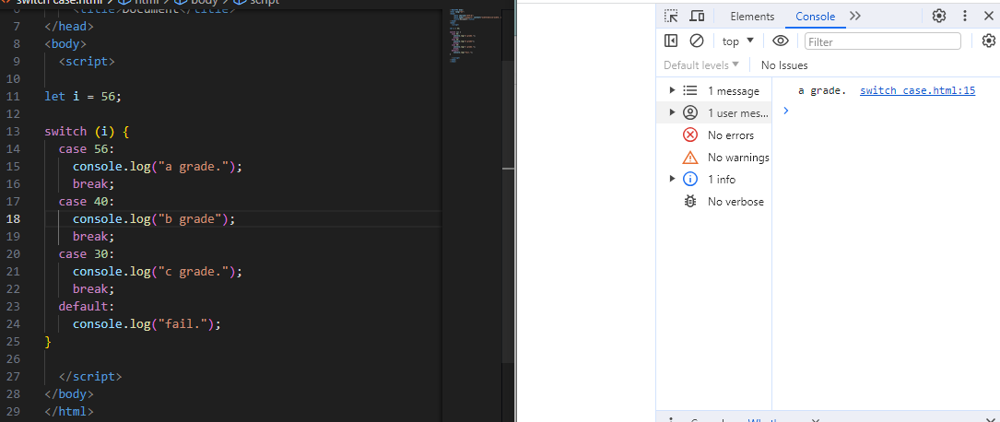 switch case.html > html > body > script
6 <title>Document</title>
7 </head>
8 <body>
9 <script>
10
11 let i = 56;
12
13 switch (i) {
14 case 56:
15 console.log("a grade.");
16 break;
17 case 40:
18 console.log("b grade");
19 break;
20 case 30:
21 console.log("c grade.");
22 break;
23 default:
24 console.log("fail.");
25 }
26
27 </script>
28 </body>
29 </html>
Elements Console
top Filter
Default levels No Issues
1 message
1 user mes...
No errors
No warnings
1 info
No verbose
a grade. switch case.html:15